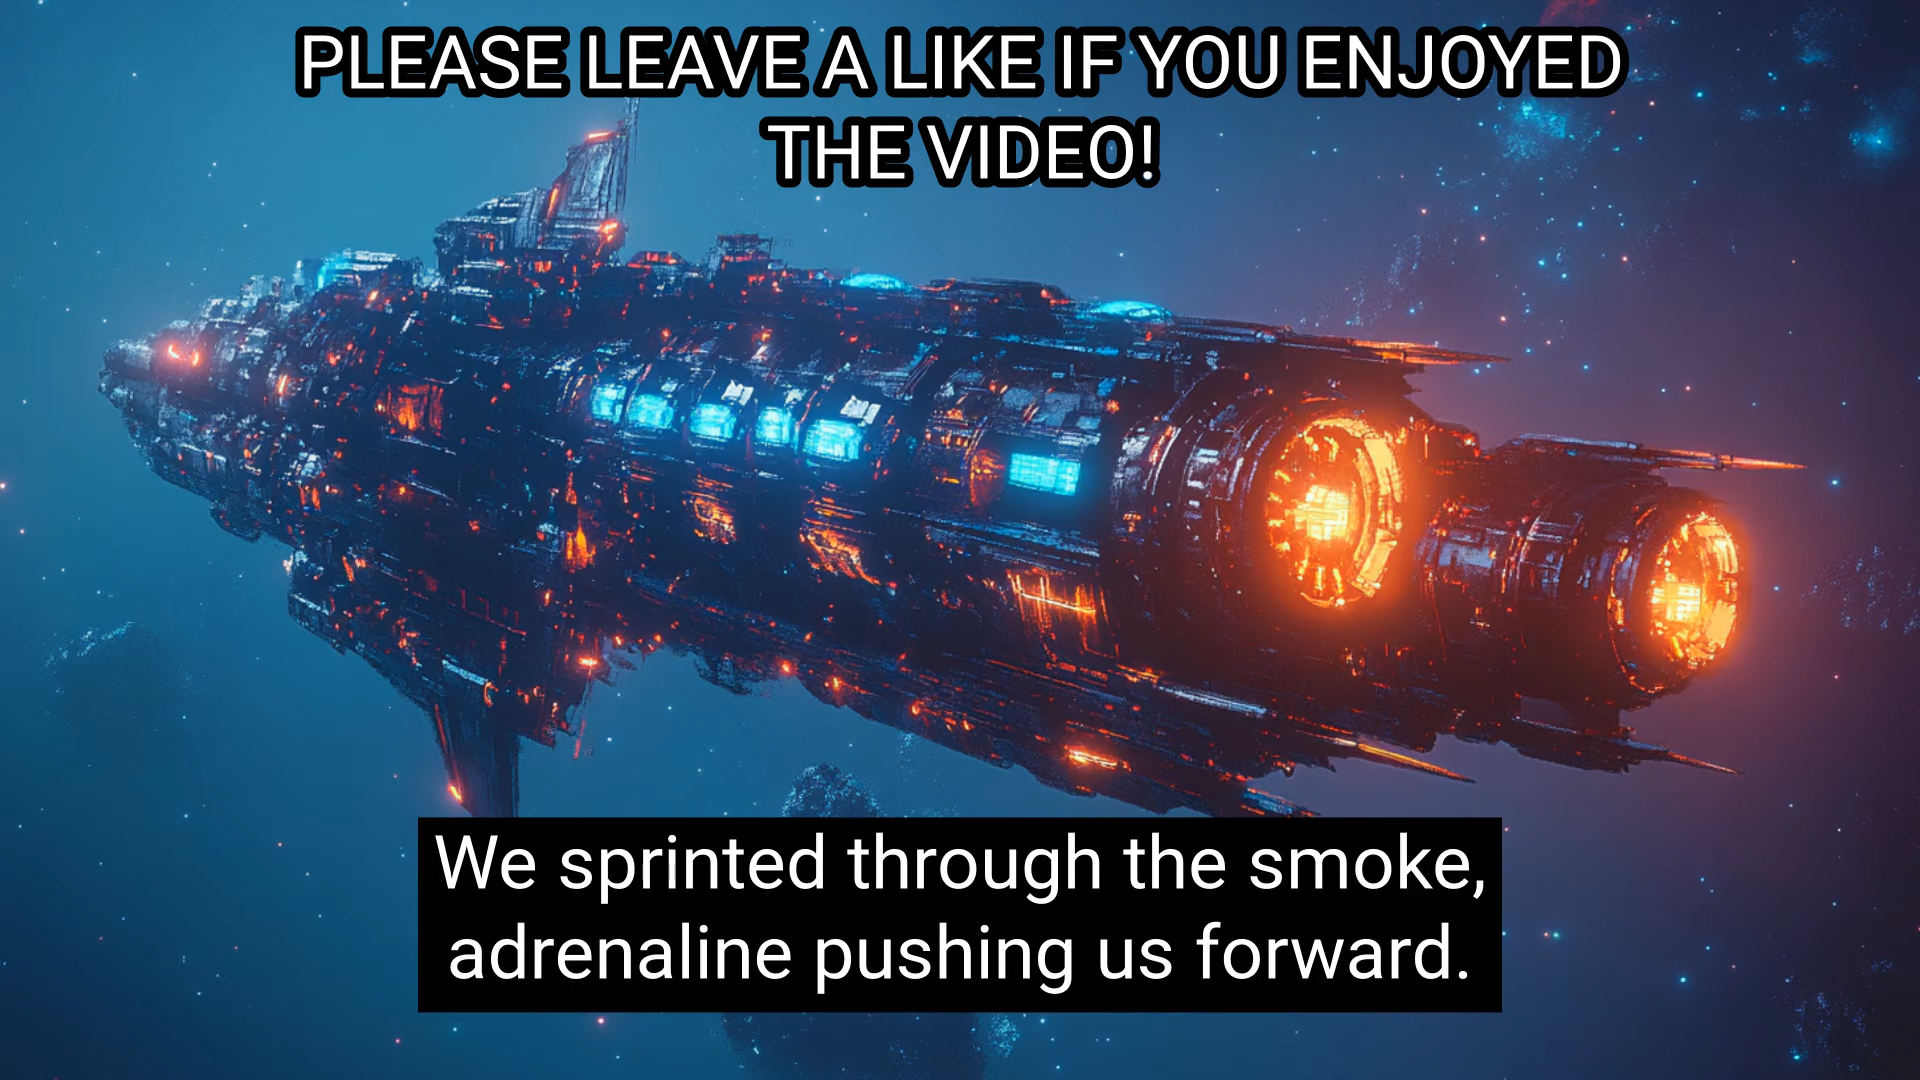 PLEASE LEAVE A LIKE IF YOU ENJOYED
THE VIDEO!
We sprinted through the smoke,
adrenaline pushing us forward.